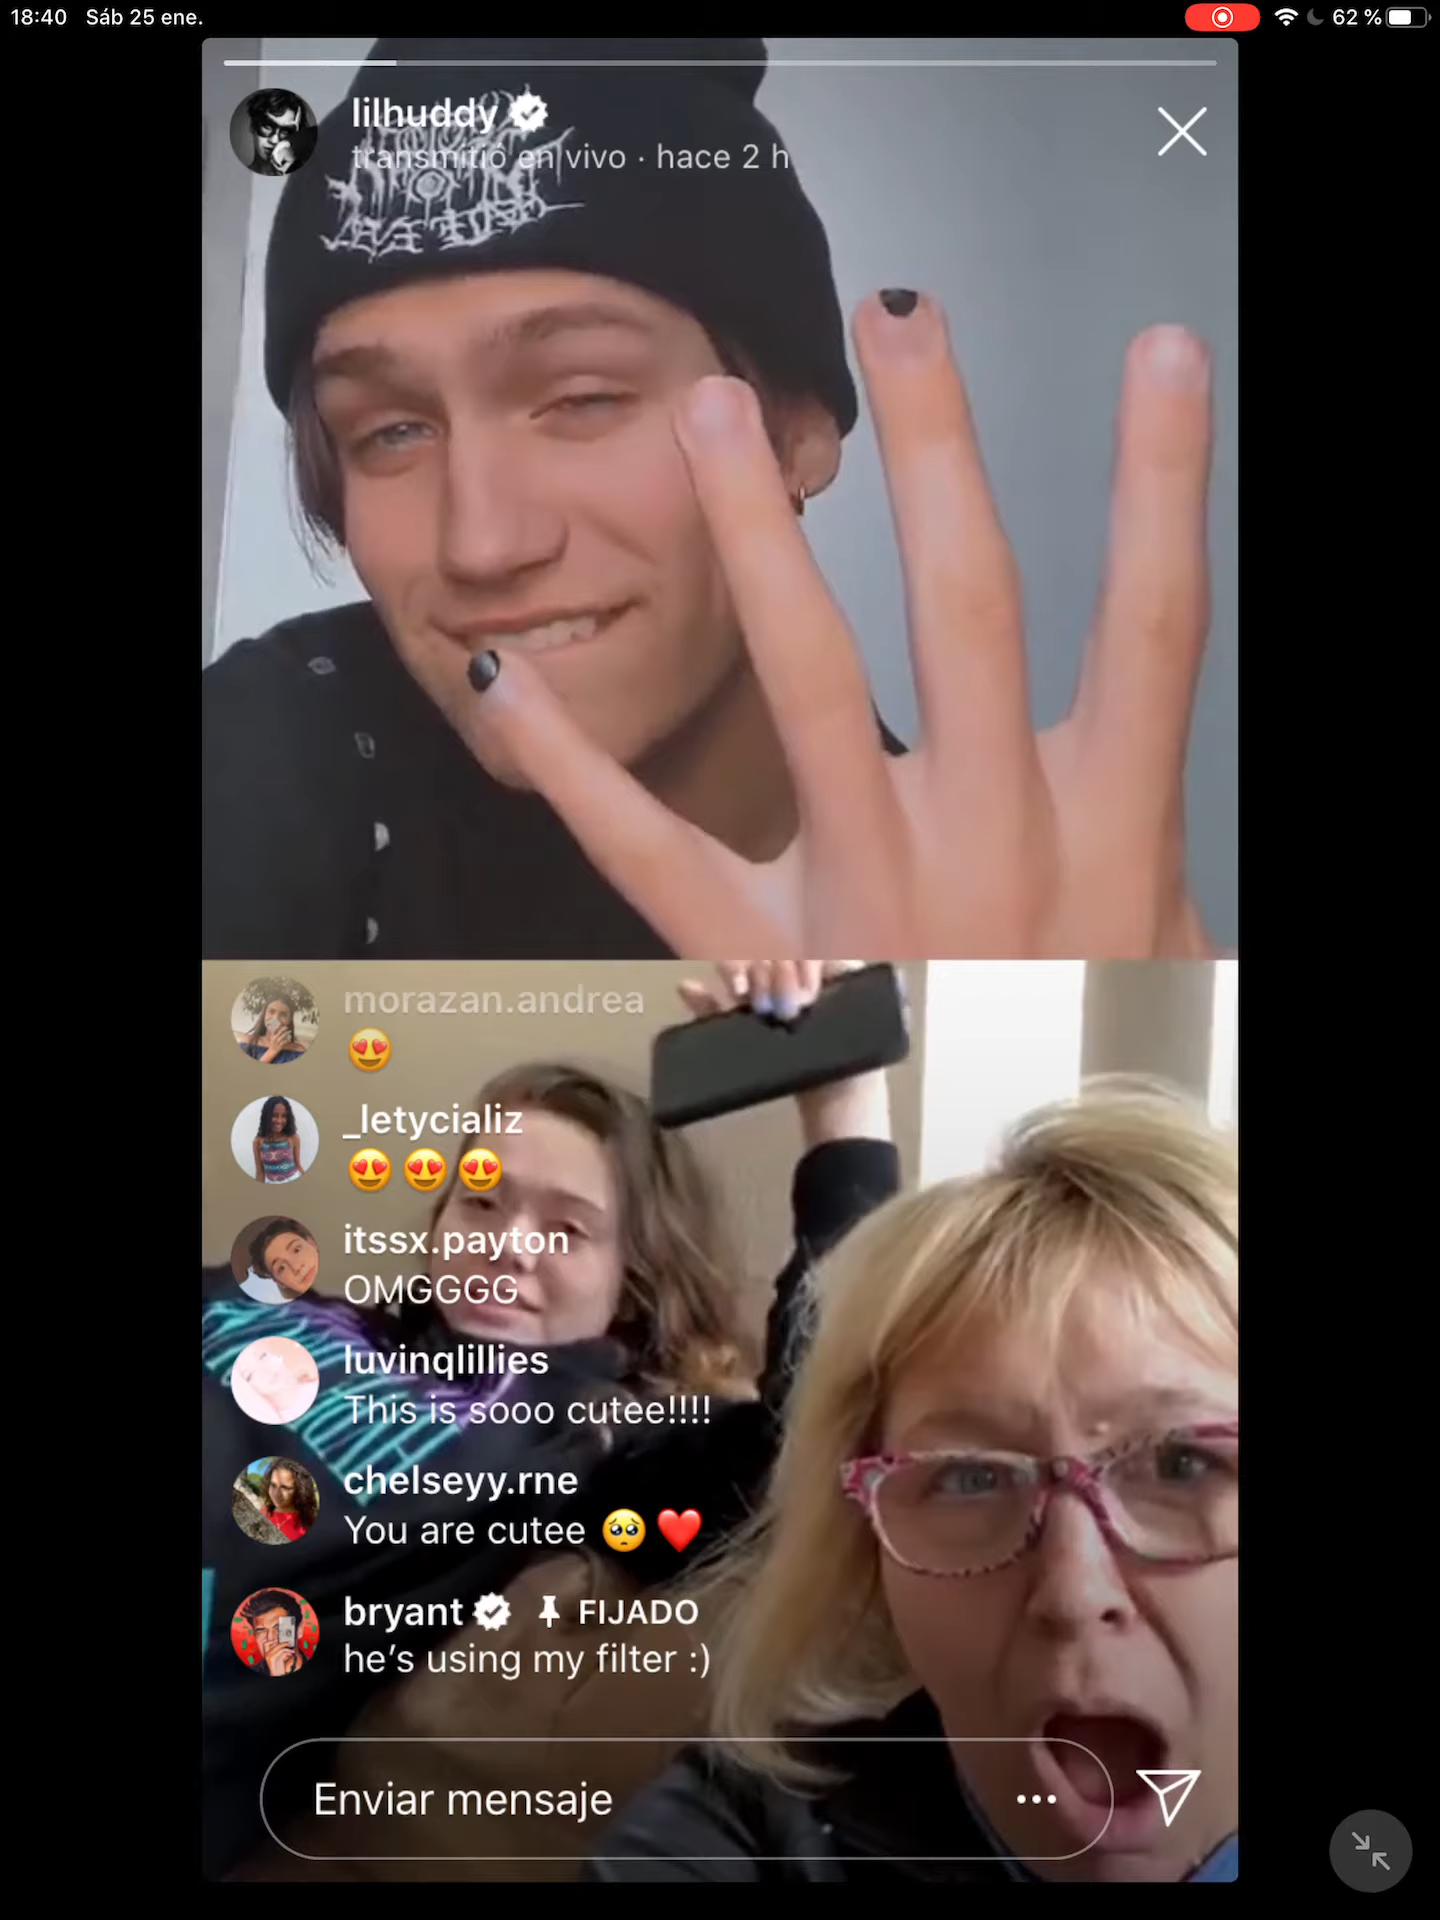 18:40 Sáb 25 ene.
62 %
lilhuddy
transmitió en vivo · hace 2 h
morazan.andrea
😍
_letycializ
😍😍😍
itssx.payton
OMGGGG
luvinqlillies
This is sooo cutee!!!!
chelseyy.rne
You are cutee 🥺❤️
bryant FIJADO
he's using my filter :)
Enviar mensaje